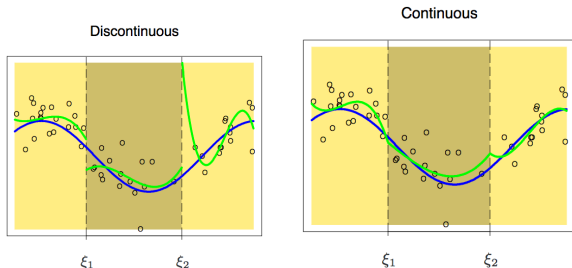 Discontinuous
Continuous
ξ₁ ξ₂
ξ₁ ξ₂